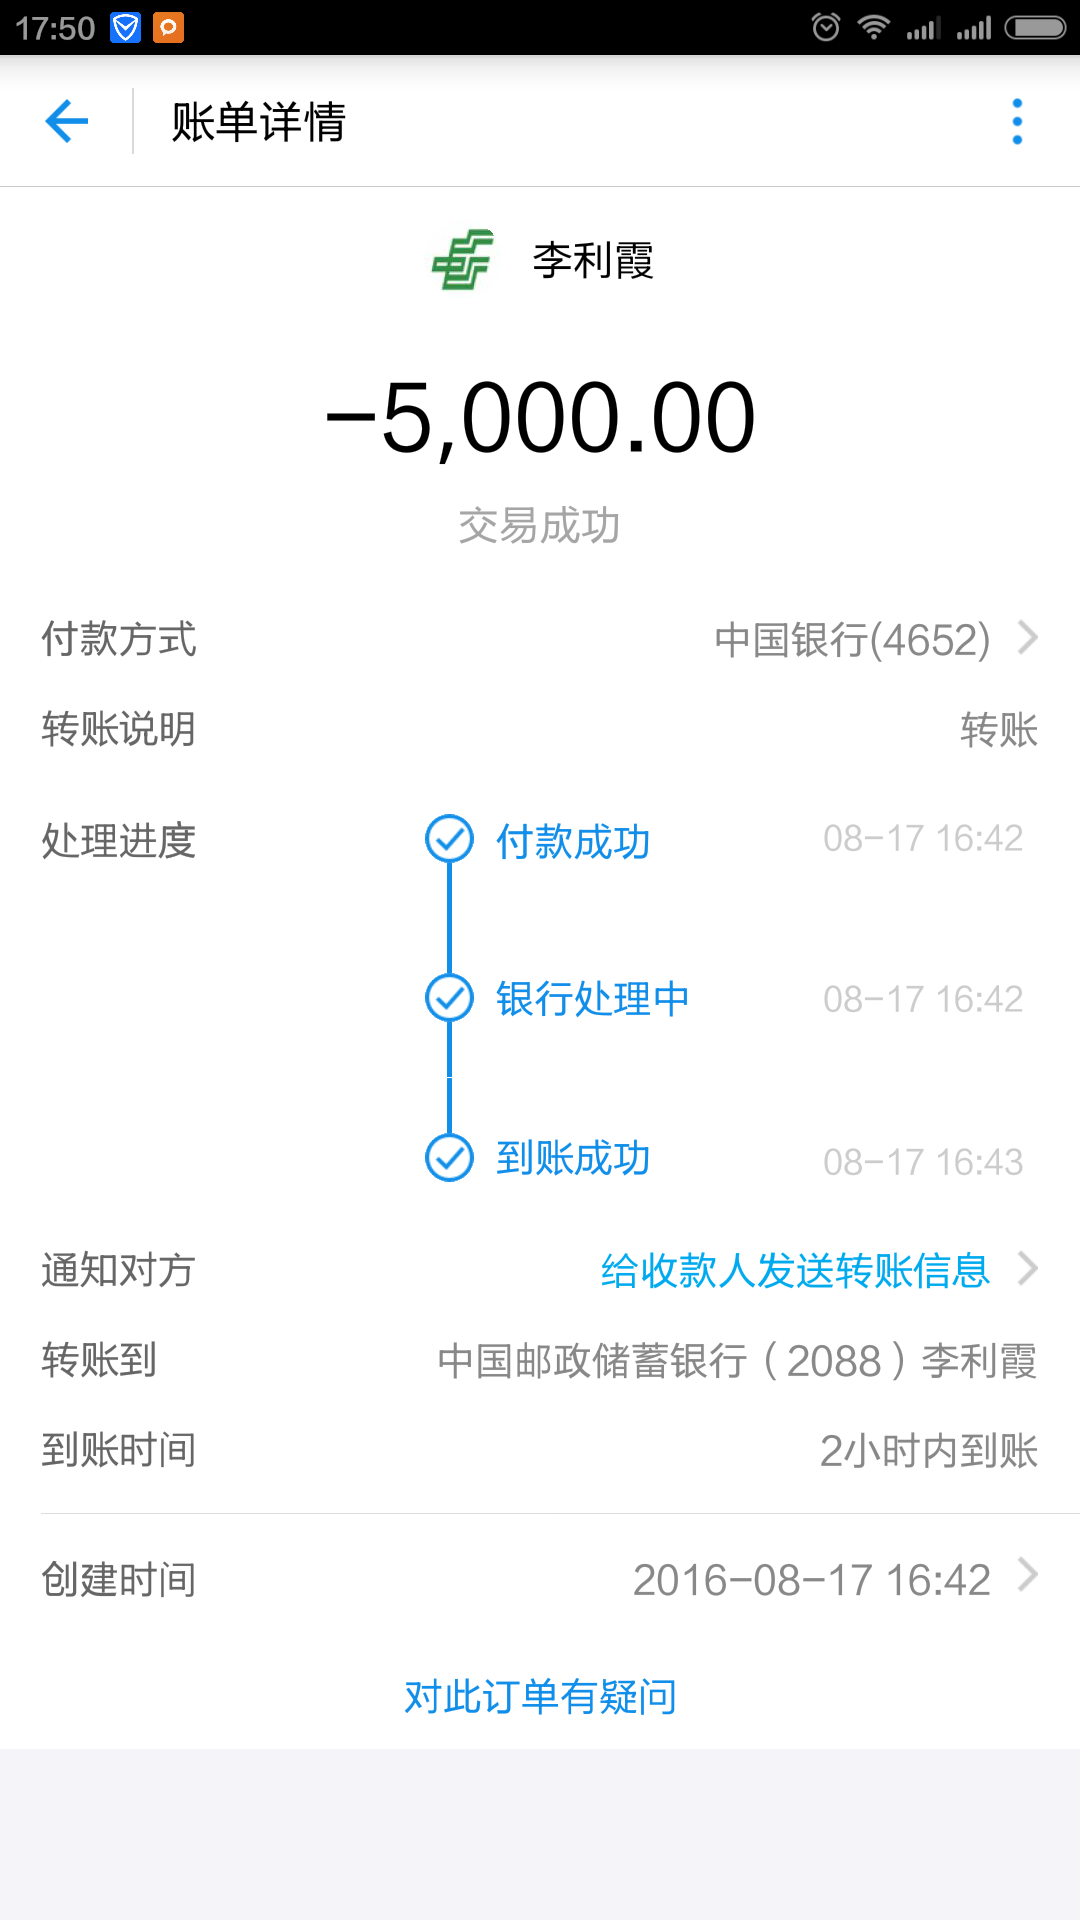 17:50
账单详情
李利霞
-5,000.00
交易成功
付款方式 中国银行(4652)
转账说明 转账
处理进度 付款成功 08-17 16:42
银行处理中 08-17 16:42
到账成功 08-17 16:43
通知对方 给收款人发送转账信息
转账到 中国邮政储蓄银行（2088）李利霞
到账时间 2小时内到账
创建时间 2016-08-17 16:42
对此订单有疑问